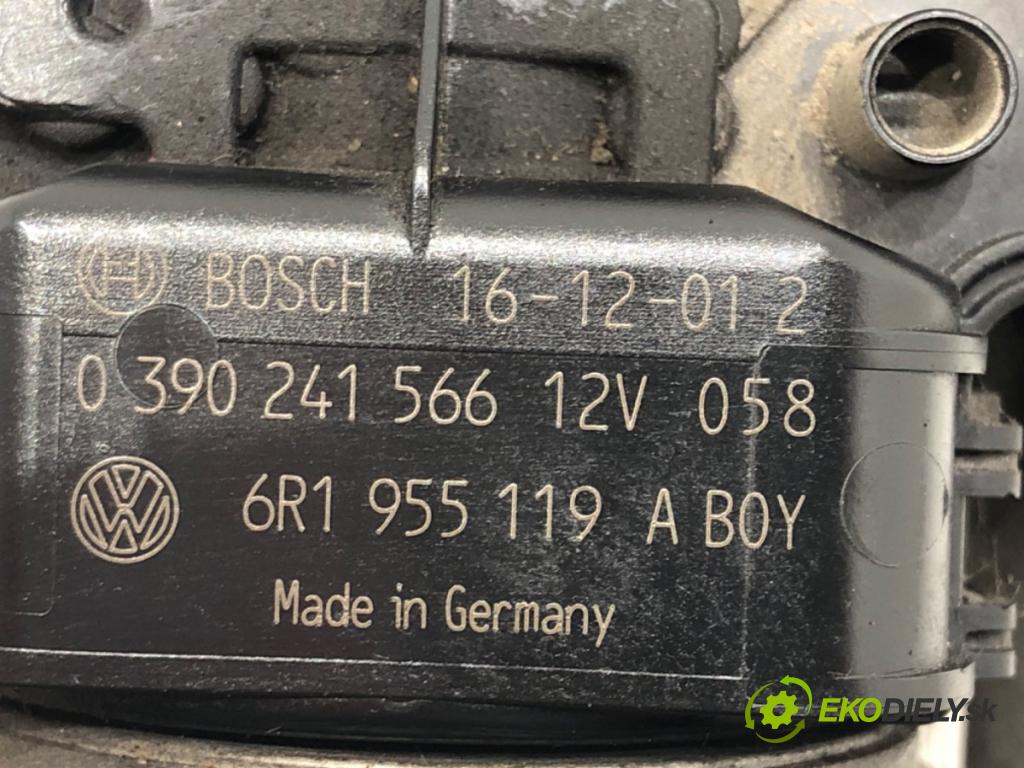 BOSCH 16-12-01 2
0 390 241 566 12V 058
6R1 955 119 A BOY
Made in Germany
EKODIELY.sk